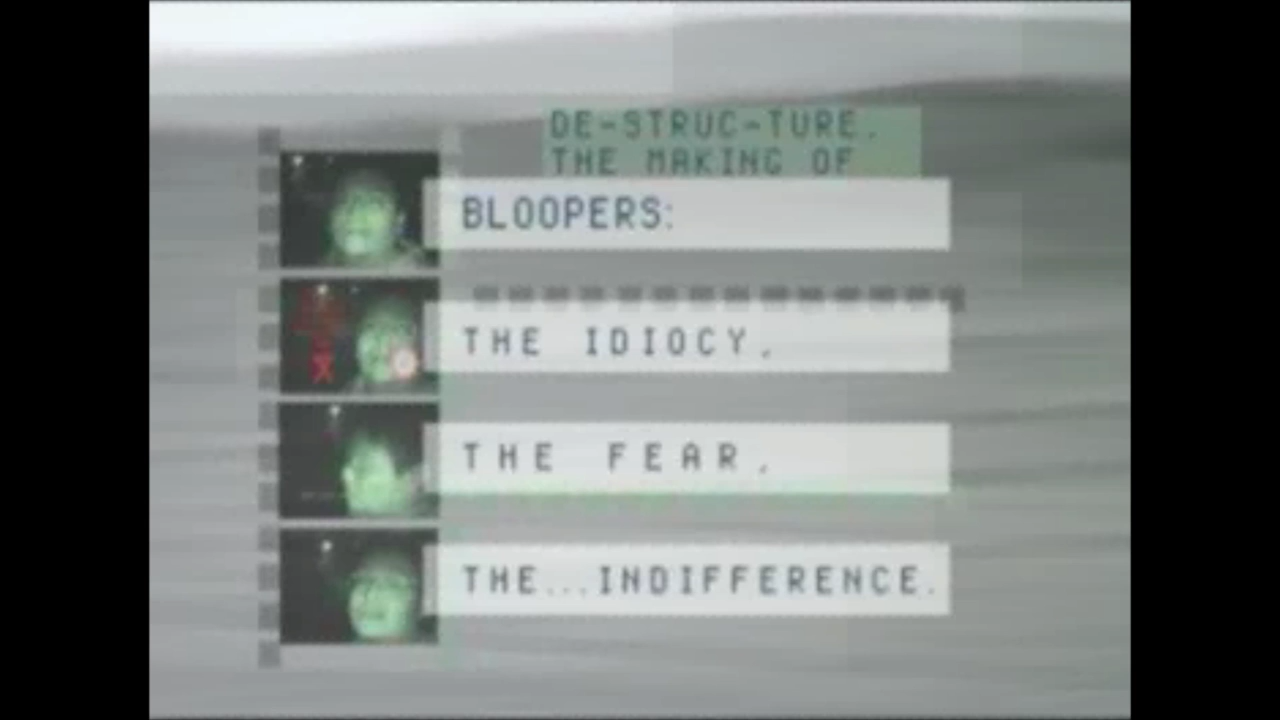 DE-STRUC-TURE.
THE MAKING OF
BLOOPERS:
THE IDIOCY,
THE FEAR,
THE...INDIFFERENCE.
X